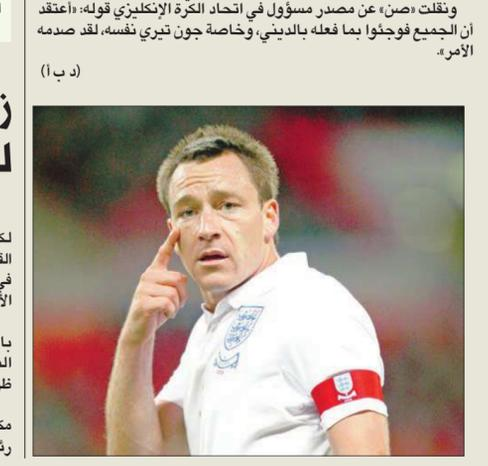 ونقلت «صن» عن مصدر مسؤول في اتحاد الكرة الإنكليزي قوله: «أعتقد
أن الجميع فوجئوا بما فعله بالديني، وخاصة جون تيري نفسه، لقد صدمه
الأمر».
(د ب أ)